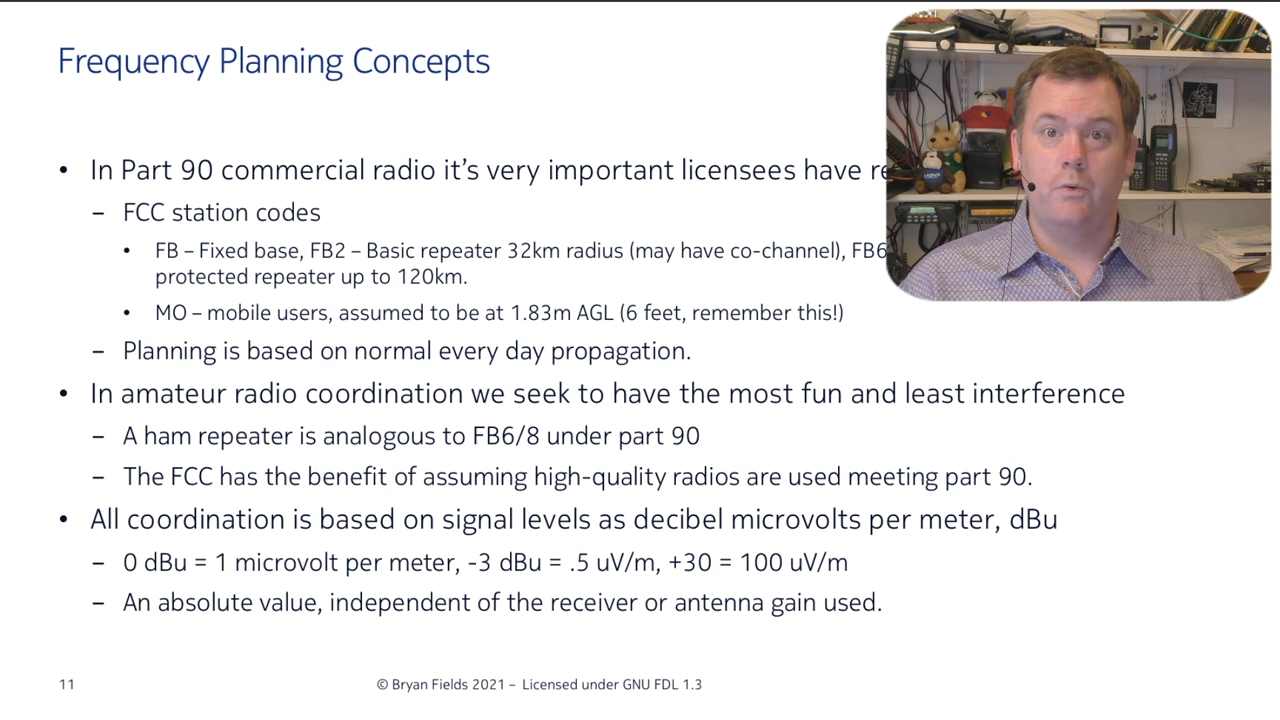 Frequency Planning Concepts
• In Part 90 commercial radio it's very important licensees have
– FCC station codes
• FB – Fixed base, FB2 – Basic repeater 32km radius (may have co-channel), FB6
protected repeater up to 120km.
• MO – mobile users, assumed to be at 1.83m AGL (6 feet, remember this!)
– Planning is based on normal every day propagation.
• In amateur radio coordination we seek to have the most fun and least interference
– A ham repeater is analogous to FB6/8 under part 90
– The FCC has the benefit of assuming high-quality radios are used meeting part 90.
• All coordination is based on signal levels as decibel microvolts per meter, dBu
– 0 dBu = 1 microvolt per meter, -3 dBu = .5 uV/m, +30 = 100 uV/m
– An absolute value, independent of the receiver or antenna gain used.
11
© Bryan Fields 2021 – Licensed under GNU FDL 1.3